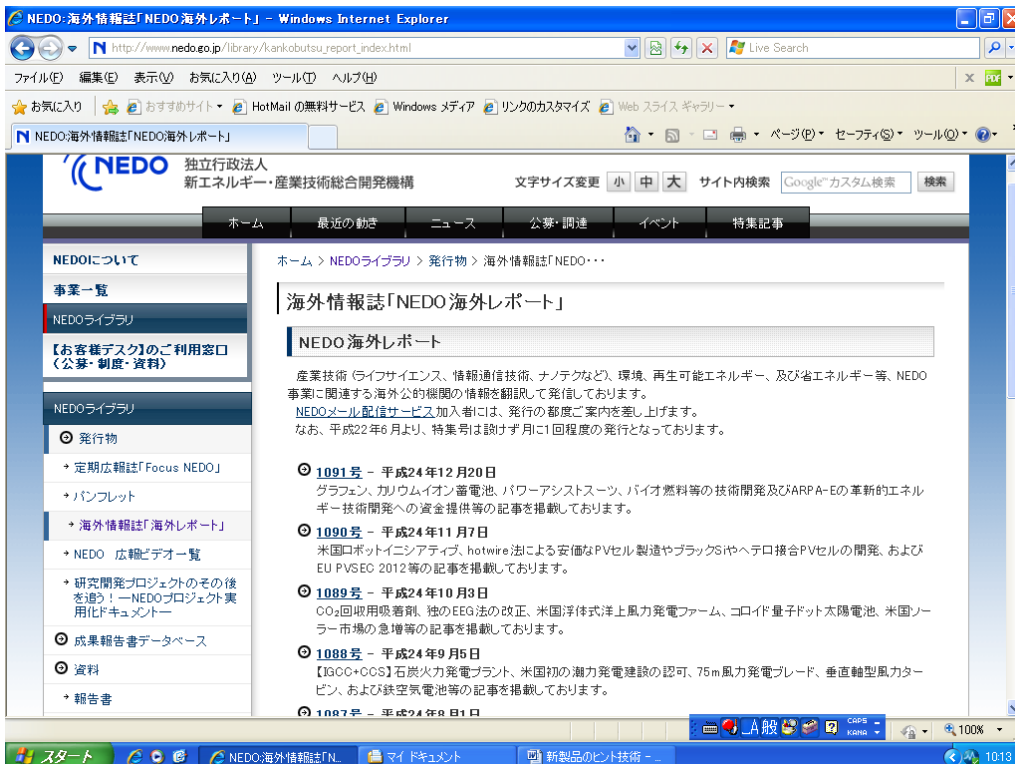 NEDO:海外情報誌「NEDO海外レポート」 - Windows Internet Explorer
http://www.nedo.go.jp/library/kankobutsu_report_index.html
Live Search
ファイル(F) 編集(E) 表示(V) お気に入り(A) ツール(T) ヘルプ(H)
お気に入り おすすめサイト HotMail の無料サービス Windows メディア リンクのカスタマイズ Web スライス ギャラリー
NEDO:海外情報誌「NEDO海外レポート」
ページ(P) セーフティ(S) ツール(O)
NEDO 独立行政法人
新エネルギー・産業技術総合開発機構
文字サイズ変更 小 中 大 サイト内検索 Google カスタム検索 検索
ホーム 最近の動き ニュース 公募・調達 イベント 特集記事
NEDOについて
事業一覧
NEDOライブラリ
【お客様デスク】のご利用窓口
(公募・制度・資料)
NEDOライブラリ
発行物
定期広報誌「Focus NEDO」
パンフレット
海外情報誌「海外レポート」
NEDO 広報ビデオ一覧
研究開発プロジェクトのその後
を追う! ―NEDOプロジェクト実
用化ドキュメント―
成果報告書データベース
資料
報告書
ホーム > NEDOライブラリ > 発行物 > 海外情報誌「NEDO・・・
海外情報誌「NEDO海外レポート」
NEDO海外レポート
産業技術 (ライフサイエンス、情報通信技術、ナノテクなど)、環境、再生可能エネルギー、及び省エネルギー等、NEDO
事業に関連する海外公的機関の情報を翻訳して発信しております。
NEDOメール配信サービス加入者には、発行の都度ご案内を差し上げます。
なお、平成22年6月より、特集号は設けず月に1回程度の発行となっております。
1091号 - 平成24年12月20日
グラフェン、カリウムイオン蓄電池、パワーアシストスーツ、バイオ燃料等の技術開発及びARPA-Eの革新的エネル
ギー技術開発への資金提供等の記事を掲載しております。
1090号 - 平成24年11月7日
米国ロボットイニシアティブ、hotwire法による安価なPVセル製造やブラックSiやヘテロ接合PVセルの開発、および
EU PVSEC 2012等の記事を掲載しております。
1089号 - 平成24年10月3日
CO₂回収用吸着剤、独のEEG法の改正、米国浮体式洋上風力発電ファーム、コロイド量子ドット太陽電池、米国ソー
ラー市場の急増等の記事を掲載しております。
1088号 - 平成24年9月5日
【IGCC+CCS】石炭火力発電プラント、米国初の潮力発電建設の認可、75m風力発電ブレード、垂直軸型風力ター
ビン、および鉄空気電池等の記事を掲載しております。
1087号 - 平成24年8月1日
A 般 CAPS KANA
100%
スタート NEDO:海外情報誌「N... マイ ドキュメント 新製品のヒント技術 - ... 10:13